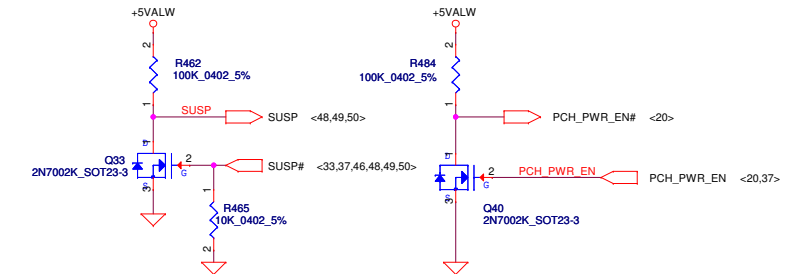 +5VALW
2
R462
100K_0402_5%
1
SUSP
SUSP <48,49,50>
Q33
2N7002K_SOT23-3
1
D
2
G
S
3
SUSP# <33,37,46,48,49,50>
1
R465
10K_0402_5%
2
+5VALW
2
R484
100K_0402_5%
1
PCH_PWR_EN# <20>
1
D
2
G
S
3
PCH_PWR_EN
PCH_PWR_EN <20,37>
Q40
2N7002K_SOT23-3